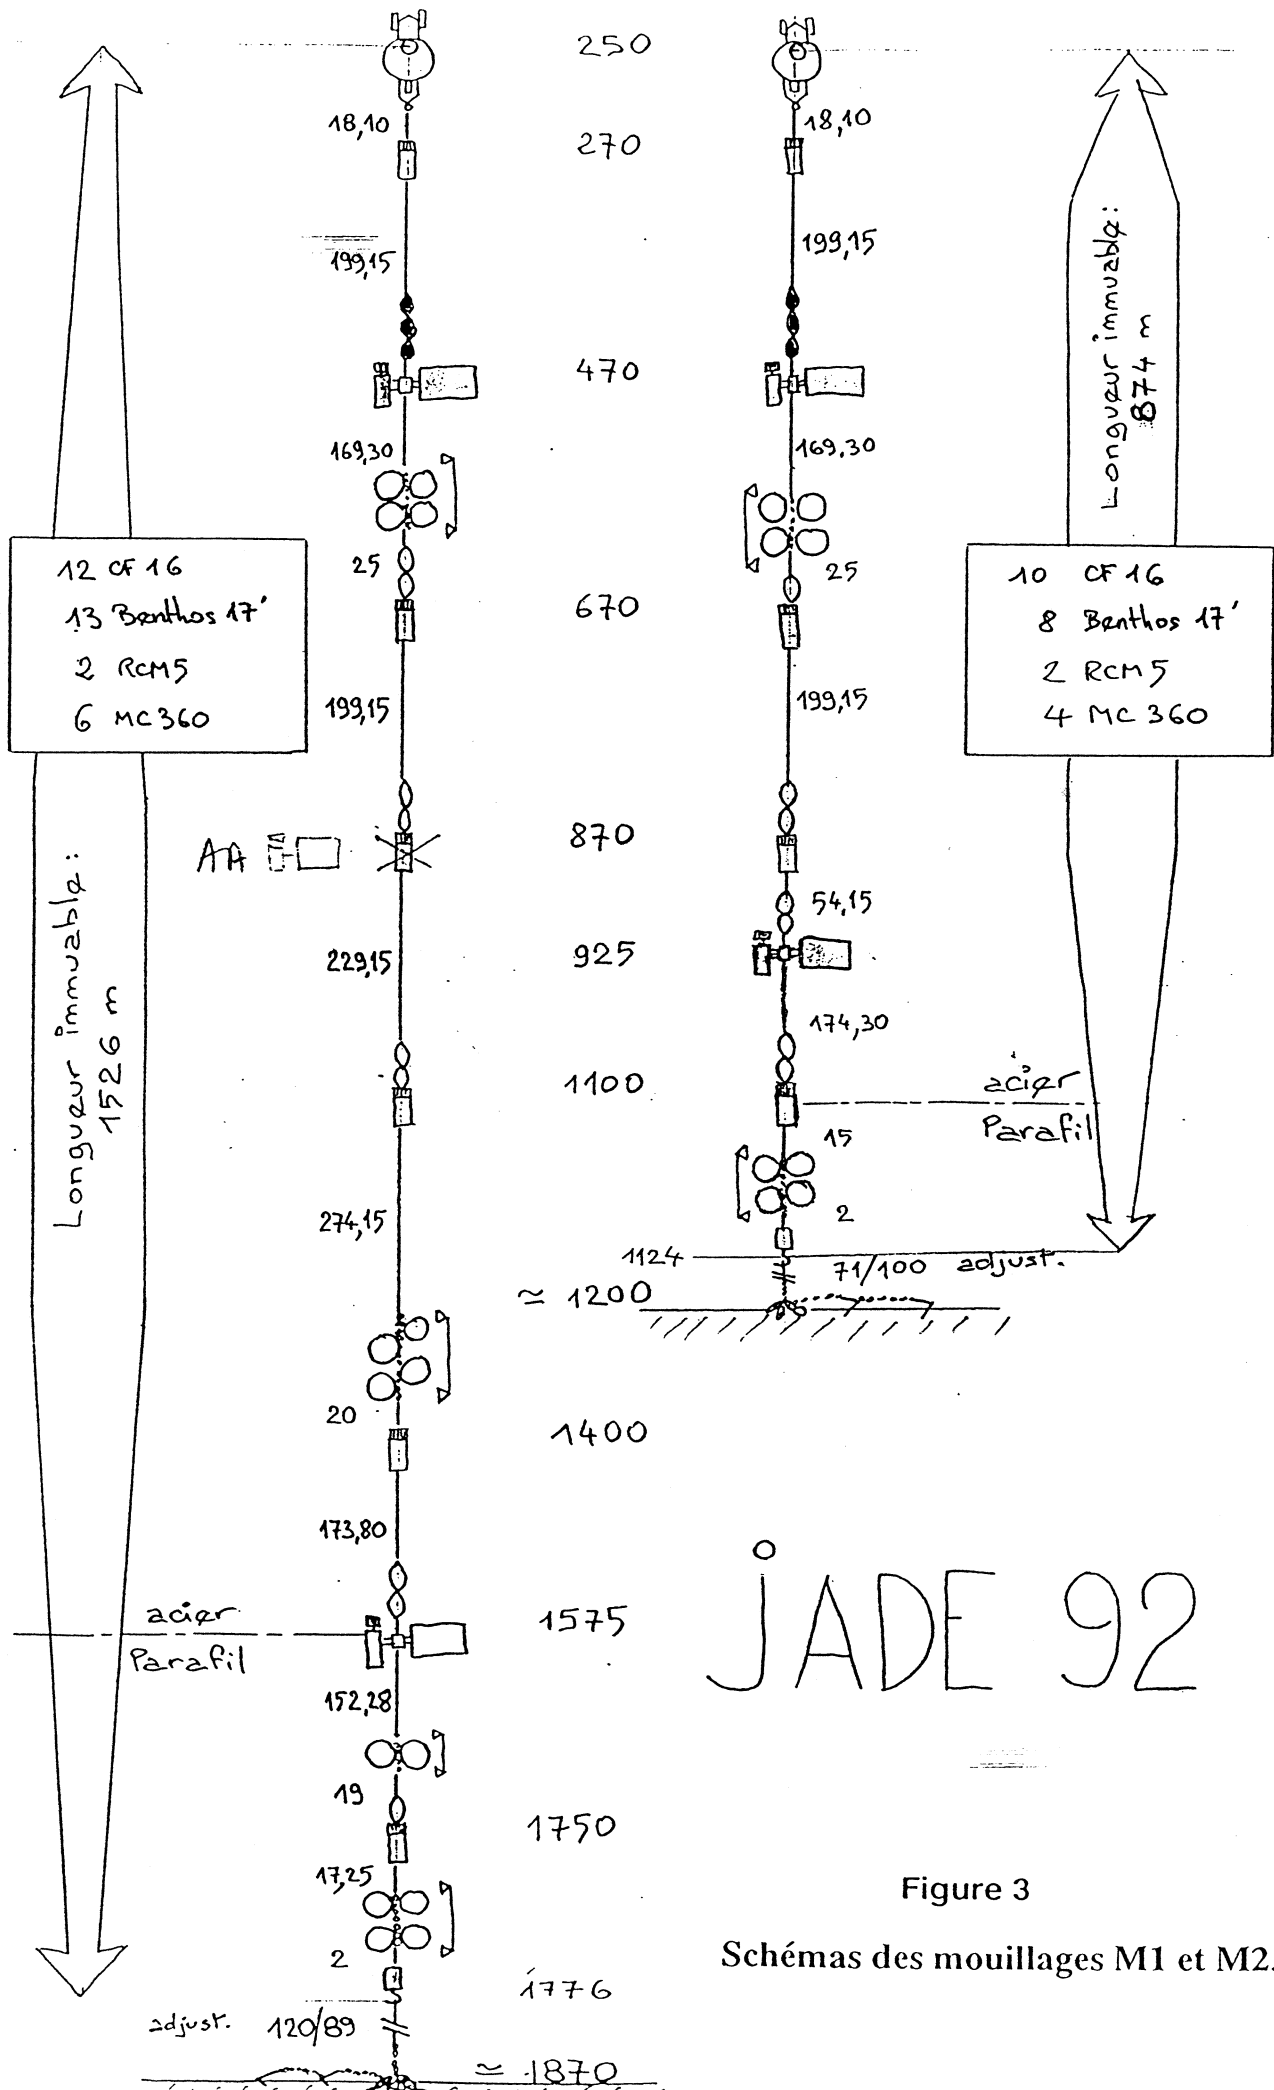 250
18,10
18,10
270
199,15
199,15
Longueur immuable:
874 m
470
169,30
169,30
25
25
12 CF 16
13 Benthos 17'
2 RCM5
6 MC 360
10 CF 16
8 Benthos 17'
2 RCM 5
4 MC 360
670
199,15
199,15
AA
870
54,15
229,15
925
174,30
Longueur immuable:
1526 m
1100
acier
Parafil
15
274,15
2
1124
71/100 adjust.
≃ 1200
20
1400
173,80
acier
Parafil
1575
jADE 92
152,28
19
1750
17,25
Figure 3
2
Schémas des mouillages M1 et M2.
1776
adjust. 120/89
≃ 1870